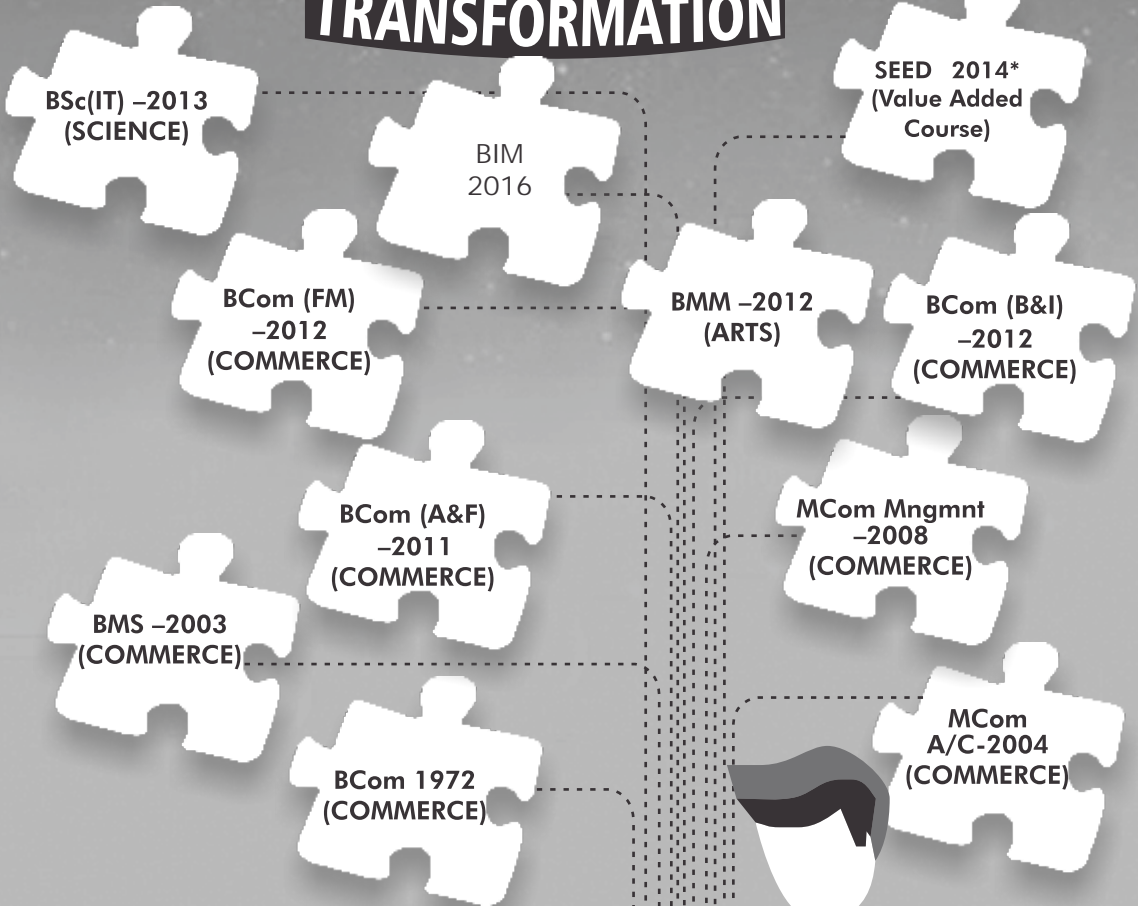 TRANSFORMATION
BSc(IT) –2013
(SCIENCE)
BIM
2016
SEED 2014*
(Value Added
Course)
BCom (FM)
–2012
(COMMERCE)
BMM –2012
(ARTS)
BCom (B&I)
–2012
(COMMERCE)
BCom (A&F)
–2011
(COMMERCE)
MCom Mngmnt
–2008
(COMMERCE)
BMS –2003
(COMMERCE)
MCom
A/C-2004
(COMMERCE)
BCom 1972
(COMMERCE)